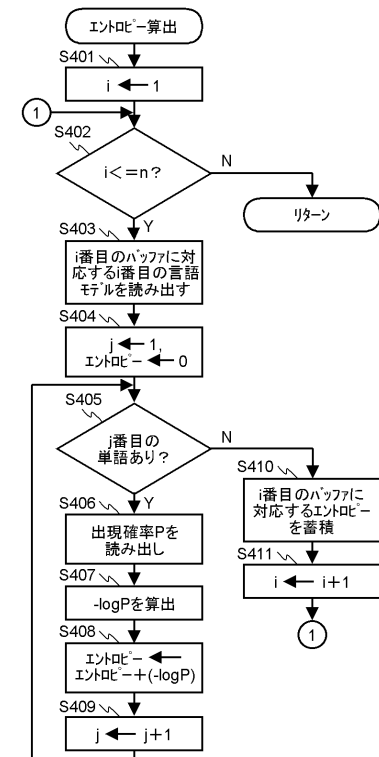 エントロピー算出
S401
i ← 1
1
S402
i<=n?
N
リターン
Y
S403
i番目のバッファに対
応するi番目の言語
モデルを読み出す
S404
j ← 1,
エントロピー ← 0
S405
j番目の
単語あり?
N
Y
S410
i番目のバッファに
対応するエントロピー
を蓄積
S411
i ← i+1
1
S406
出現確率Pを
読み出し
S407
-logPを算出
S408
エントロピー ←
エントロピー+(-logP)
S409
j ← j+1